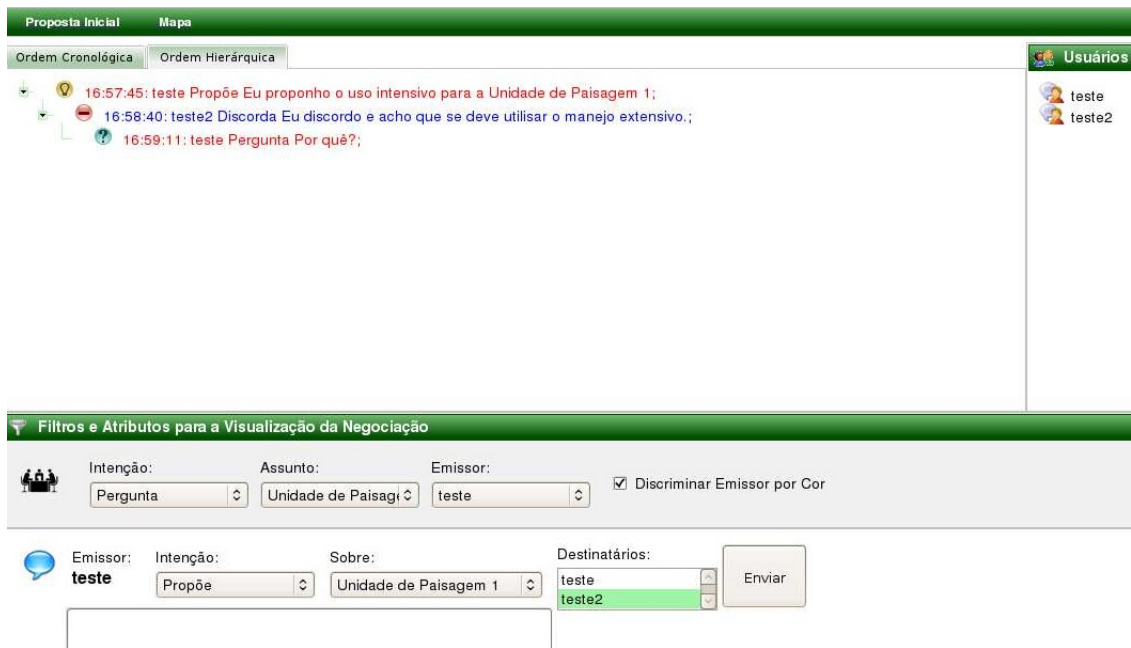 Proposta Inicial Mapa
Ordem Cronológica Ordem Hierárquica
Usuários
16:57:45: teste Propõe Eu proponho o uso intensivo para a Unidade de Paisagem 1;
16:58:40: teste2 Discorda Eu discordo e acho que se deve utilisar o manejo extensivo.;
16:59:11: teste Pergunta Por quê?;
teste
teste2
Filtros e Atributos para a Visualização da Negociação
Intenção: Assunto: Emissor:
Pergunta Unidade de Paisag teste
Discriminar Emissor por Cor
Emissor: Intenção: Sobre: Destinatários:
teste Propõe Unidade de Paisagem 1
teste
teste2
Enviar